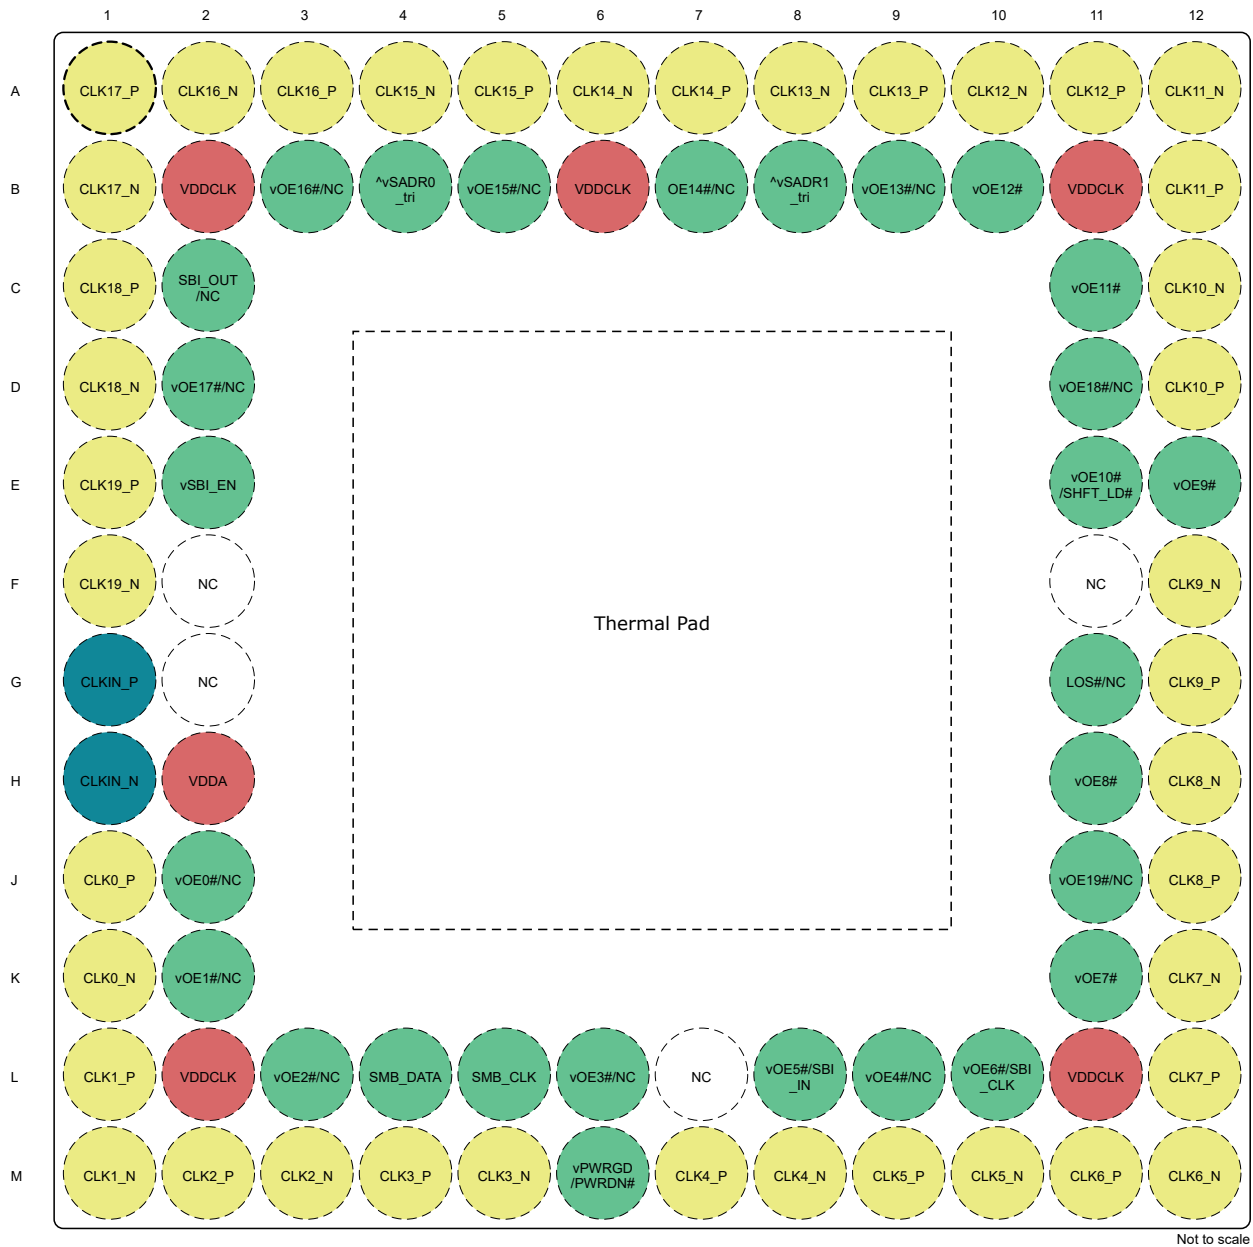 1 2 3 4 5 6 7 8 9 10 11 12
A CLK17_P CLK16_N CLK16_P CLK15_N CLK15_P CLK14_N CLK14_P CLK13_N CLK13_P CLK12_N CLK12_P CLK11_N
B CLK17_N VDDCLK vOE16#/NC ^vSADR0
_tri vOE15#/NC VDDCLK OE14#/NC ^vSADR1
_tri vOE13#/NC vOE12# VDDCLK CLK11_P
C CLK18_P SBI_OUT
/NC vOE11# CLK10_N
D CLK18_N vOE17#/NC vOE18#/NC CLK10_P
E CLK19_P vSBI_EN vOE10#
/SHFT_LD# vOE9#
F CLK19_N NC NC CLK9_N
Thermal Pad
G CLKIN_P NC LOS#/NC CLK9_P
H CLKIN_N VDDA vOE8# CLK8_N
J CLK0_P vOE0#/NC vOE19#/NC CLK8_P
K CLK0_N vOE1#/NC vOE7# CLK7_N
L CLK1_P VDDCLK vOE2#/NC SMB_DATA SMB_CLK vOE3#/NC NC vOE5#/SBI
_IN vOE4#/NC vOE6#/SBI
_CLK VDDCLK CLK7_P
M CLK1_N CLK2_P CLK2_N CLK3_P CLK3_N vPWRGD
/PWRDN# CLK4_P CLK4_N CLK5_P CLK5_N CLK6_P CLK6_N
Not to scale